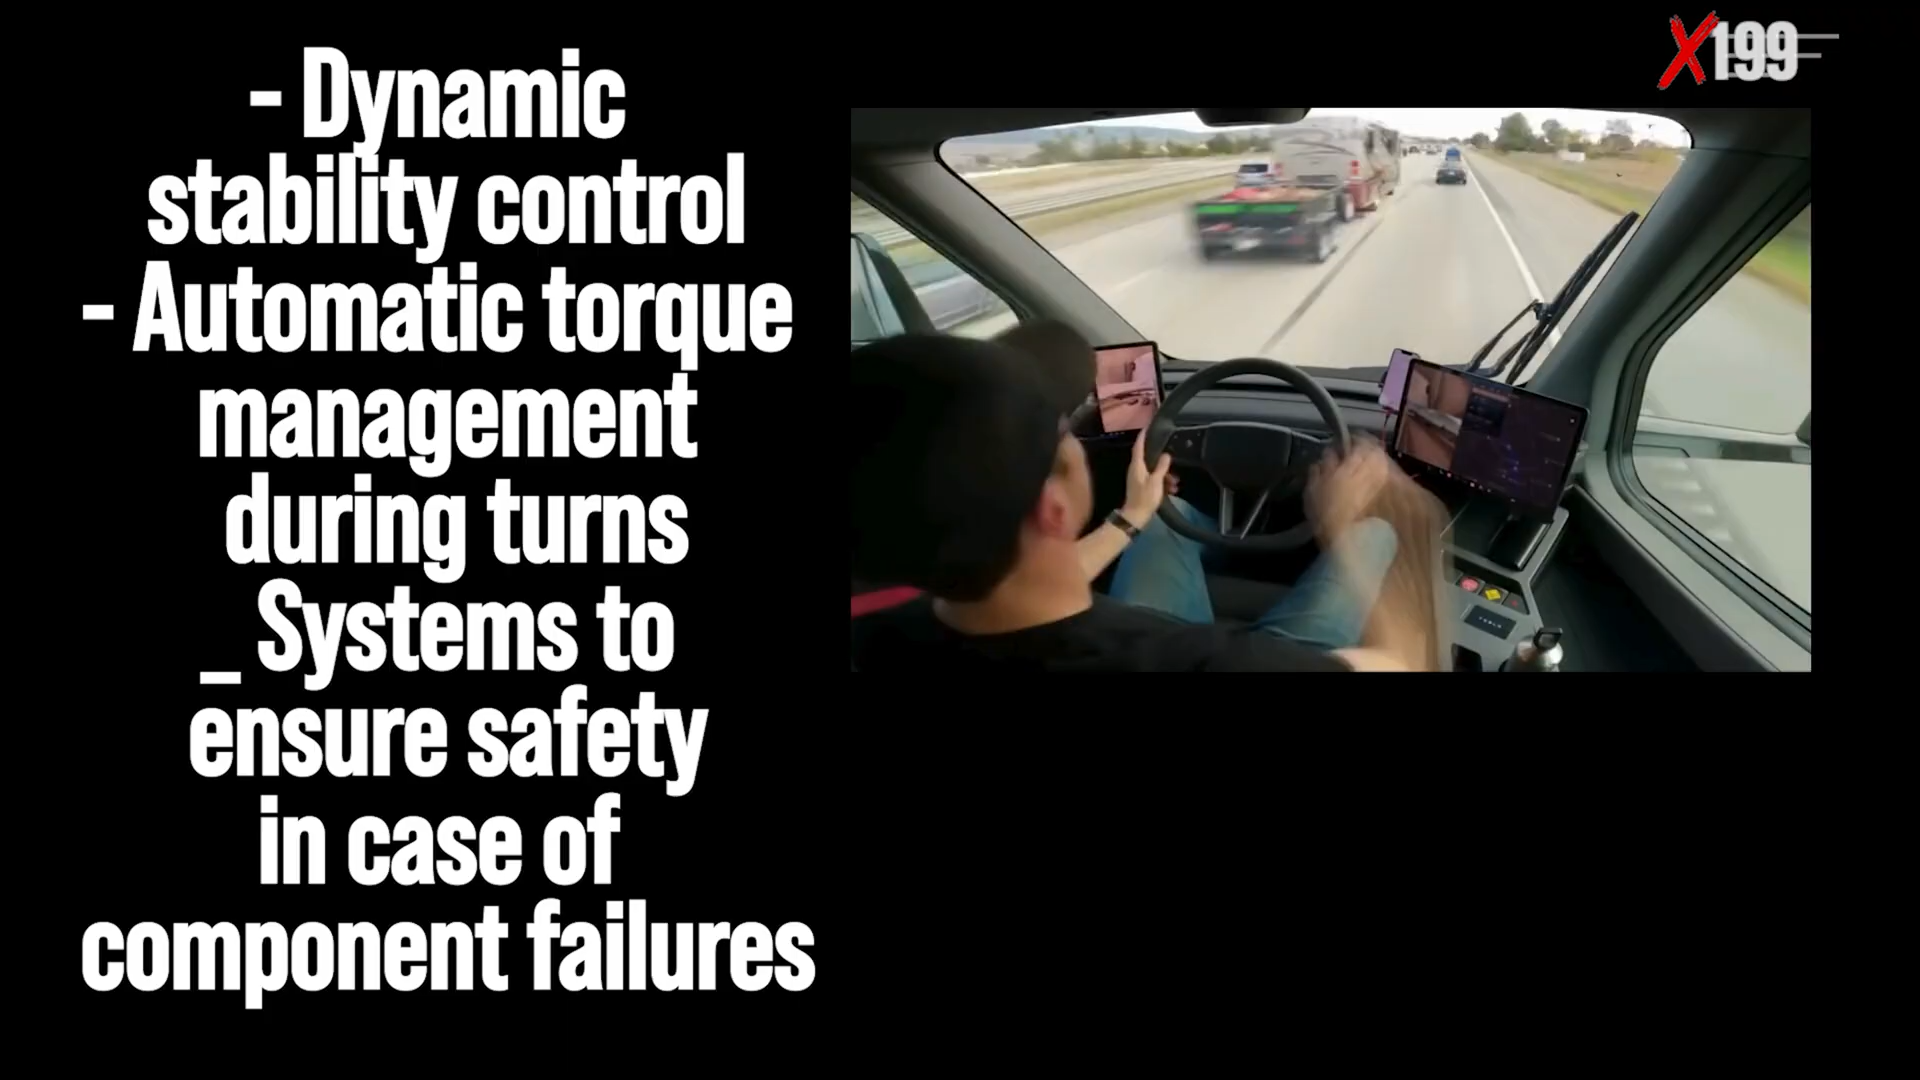 X199
- Dynamic
stability control
- Automatic torque
management
during turns
_ Systems to
ensure safety
in case of
component failures